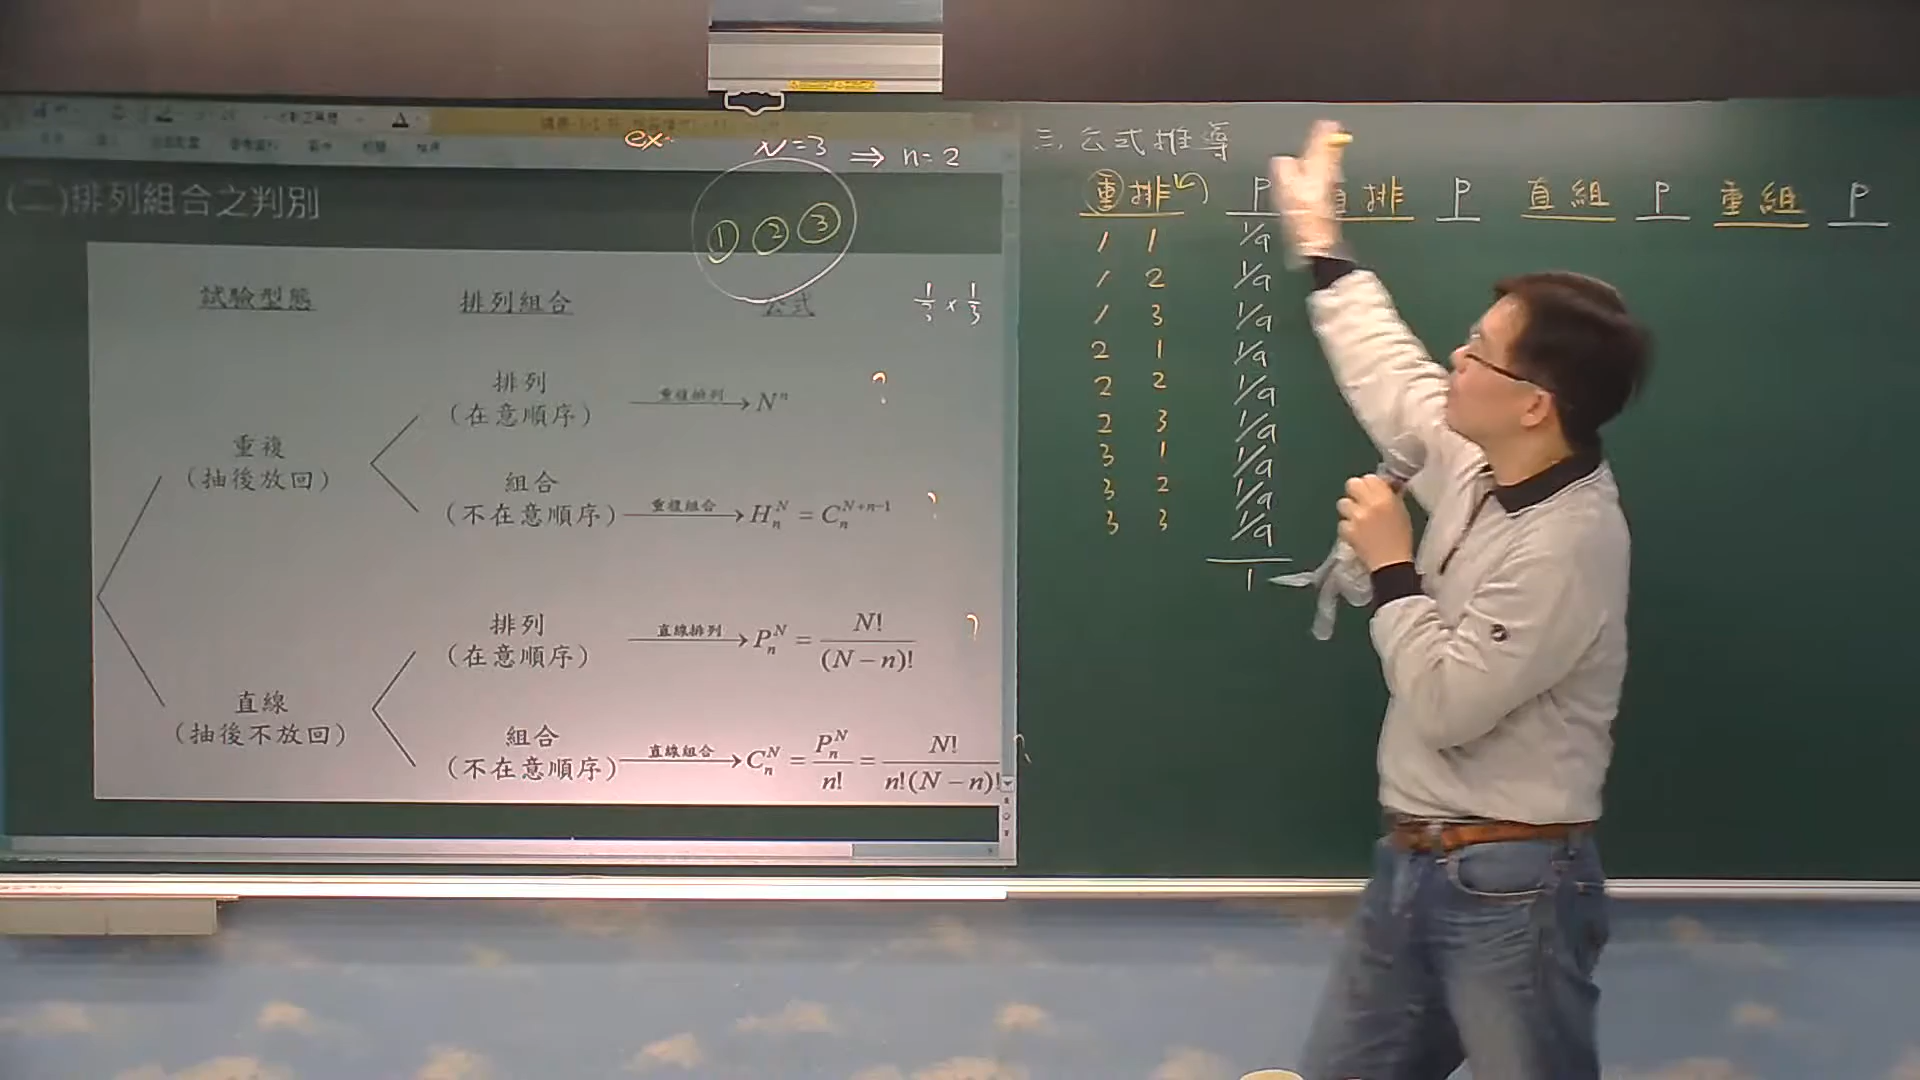 (二)排列組合之判別
ex.
N=3 ⇒ n=2
① ② ③
1/3 × 1/3
試驗型態 排列組合 公式
重複
(抽後放回)
排列
(在意順序)
重複排列
Nⁿ
?
組合
(不在意順序)
重複組合
H_n^N = C_n^{N+n-1}
?
直線
(抽後不放回)
排列
(在意順序)
直線排列
P_n^N = N!/(N-n)!
?
組合
(不在意順序)
直線組合
C_n^N = P_n^N/n! = N!/n!(N-n)!
?
三.公式推導
重排 P 直排 P 直組 P 重組 P
1 1 1/9
1 2 1/9
1 3 1/9
2 1 1/9
2 2 1/9
2 3 1/9
3 1 1/9
3 2 1/9
3 3 1/9
1